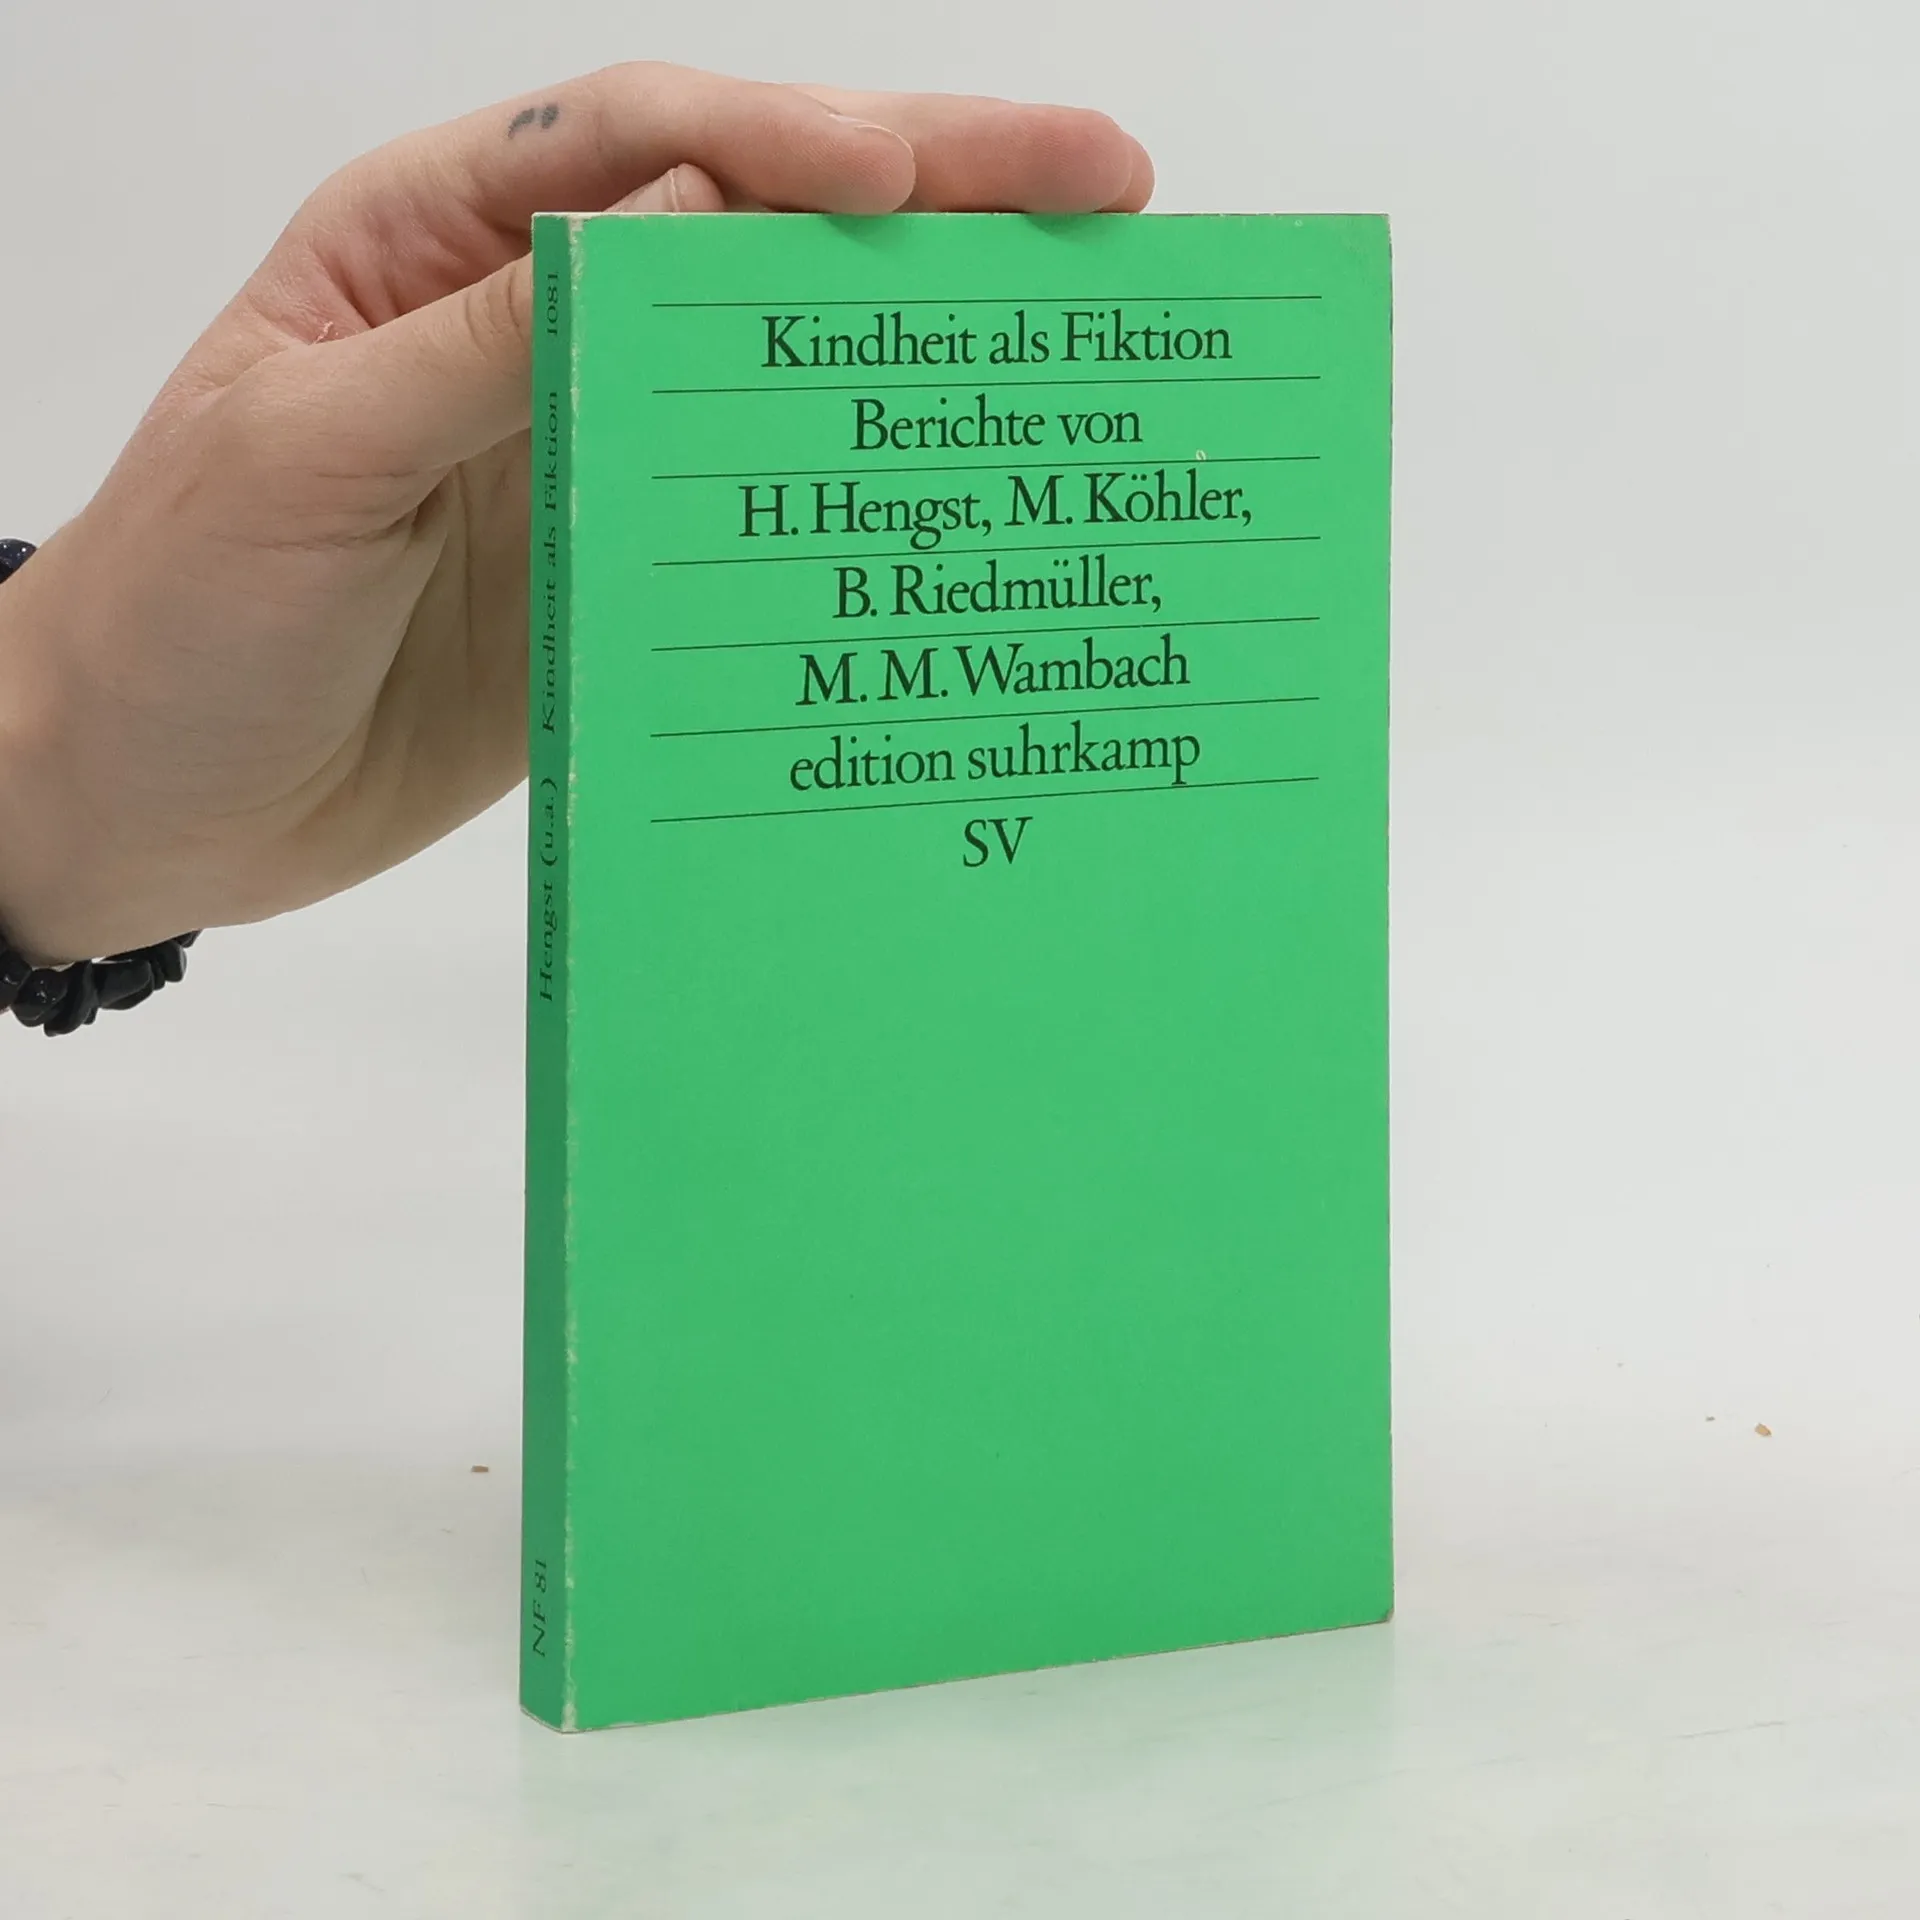 Kindheit als Fiktion
Berichte von
H. Hengst, M. Köhler,
B. Riedmüller,
M. M. Wambach
edition suhrkamp
SV
Hengst (u.a.) Kindheit als Fiktion 1081
NF 81